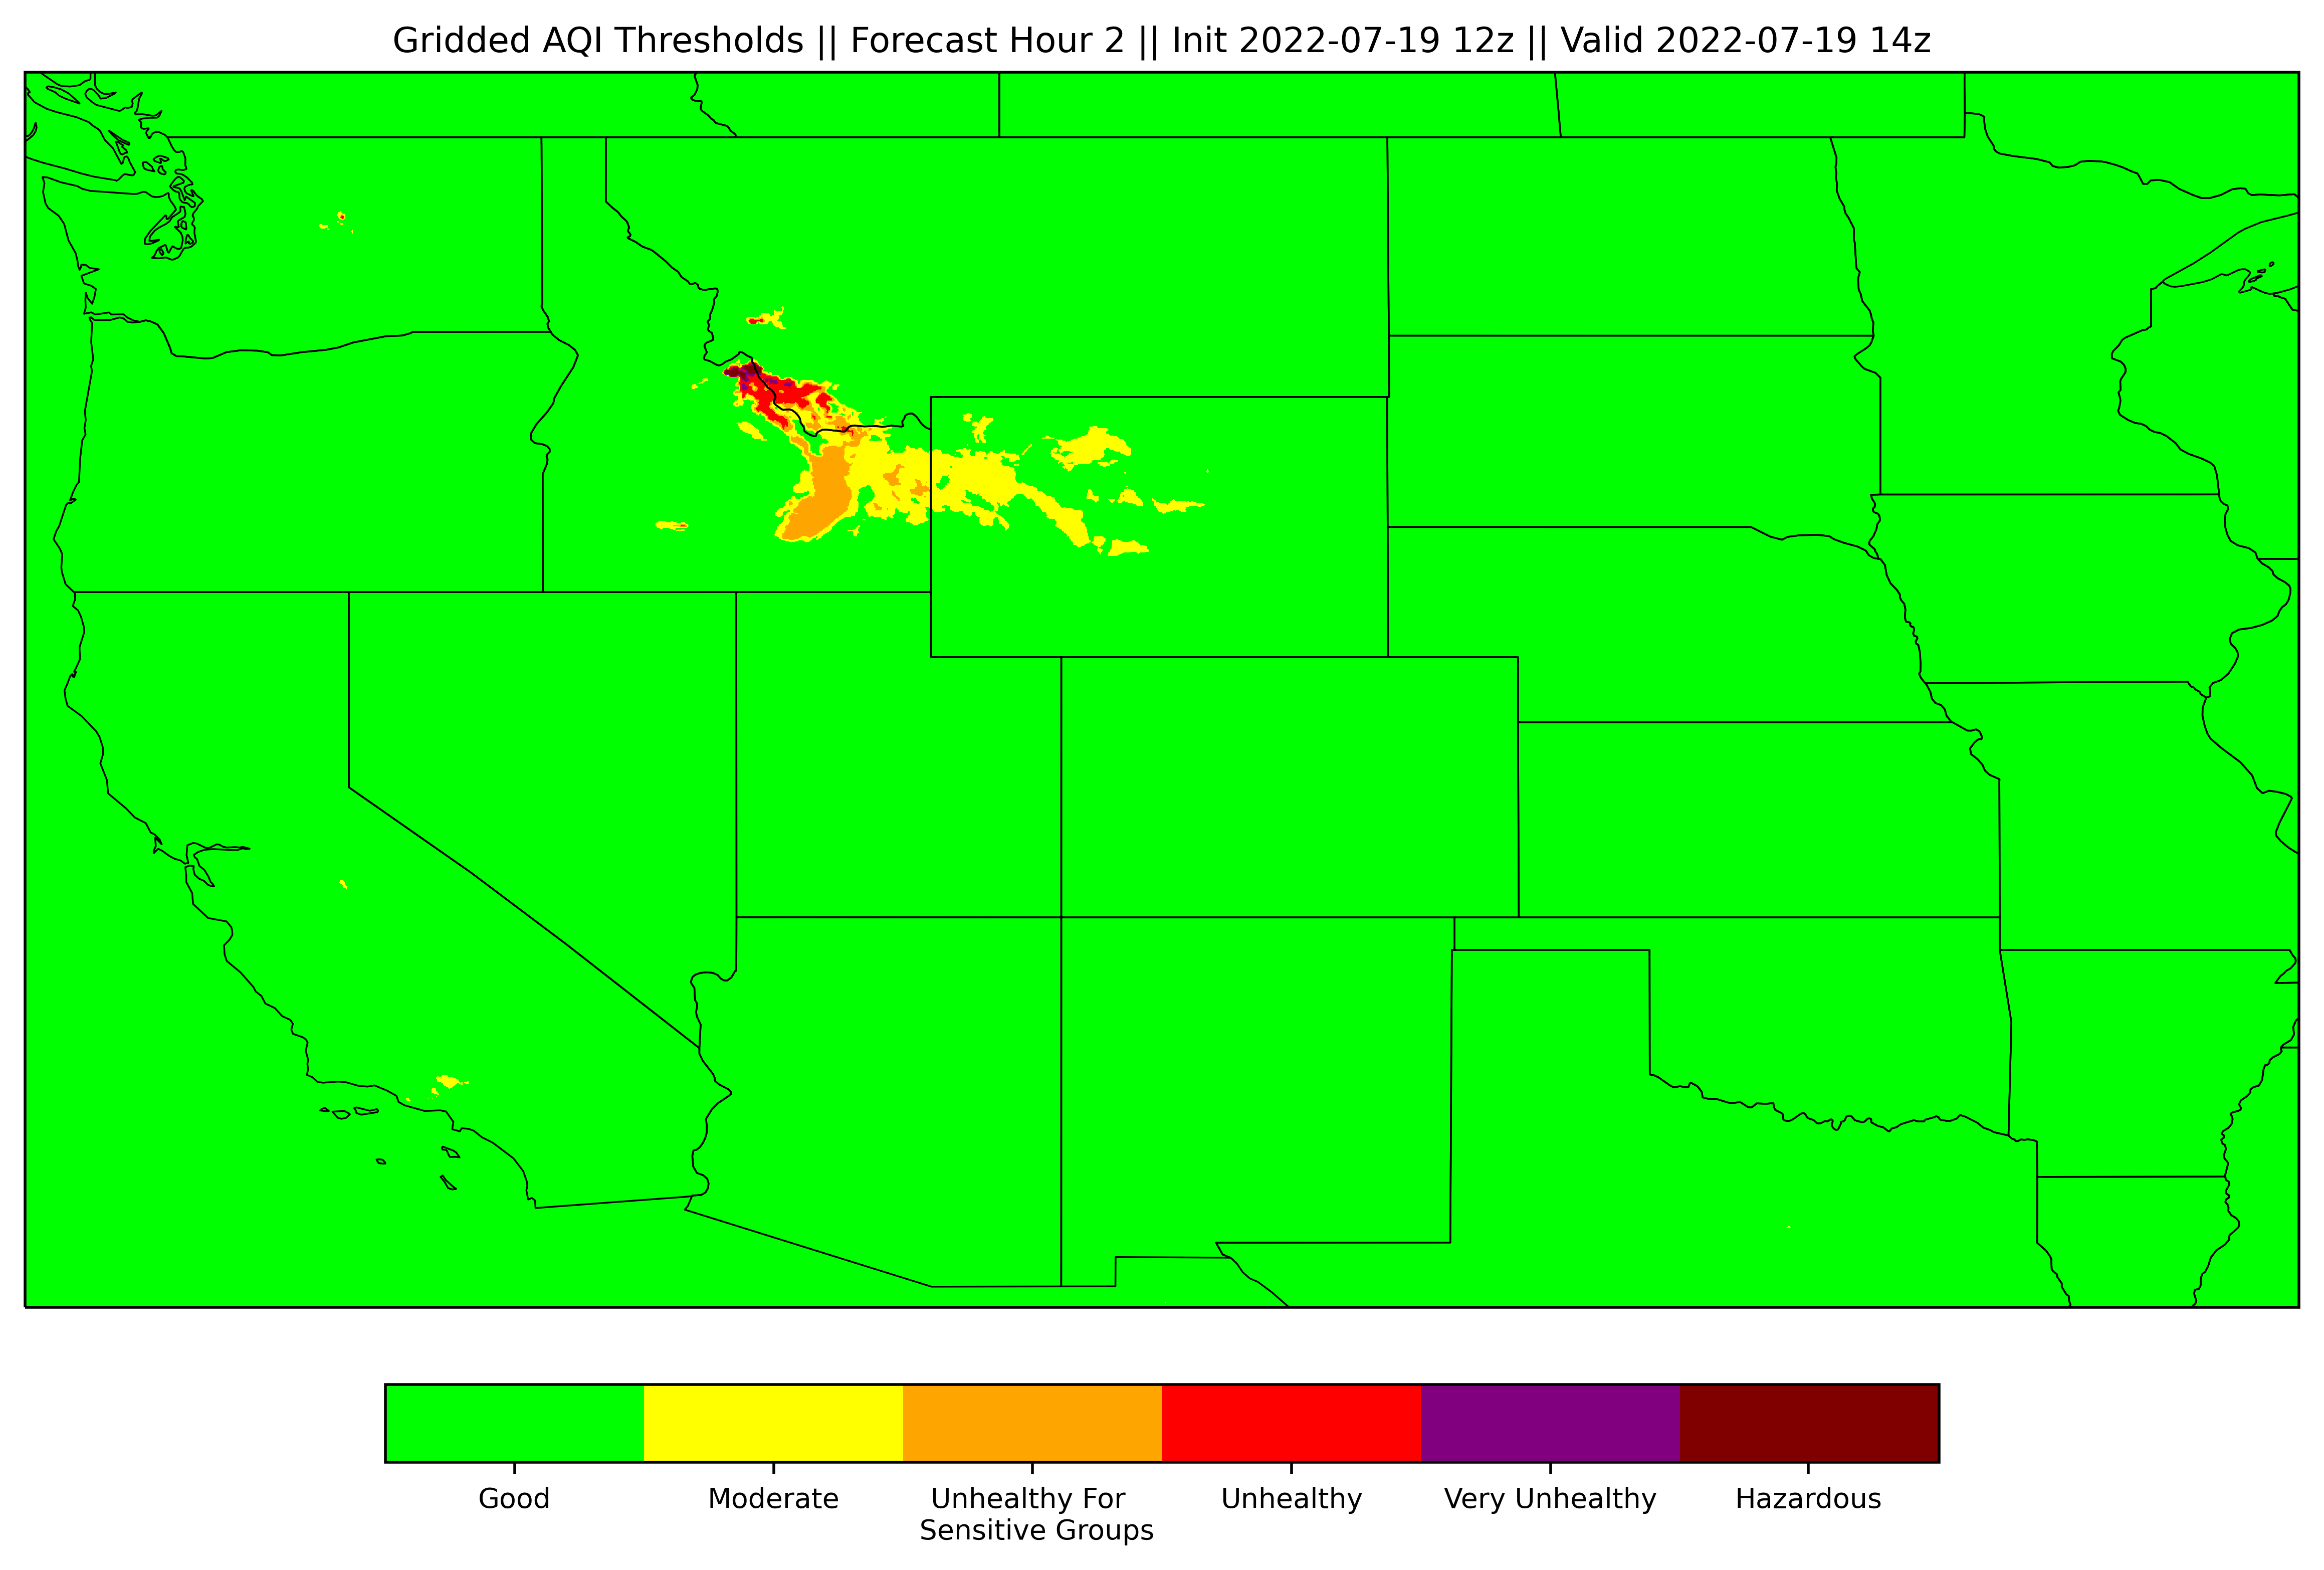 Gridded AQI Thresholds || Forecast Hour 2 || Init 2022-07-19 12z || Valid 2022-07-19 14z
Good
Moderate
Unhealthy For
Sensitive Groups
Unhealthy
Very Unhealthy
Hazardous